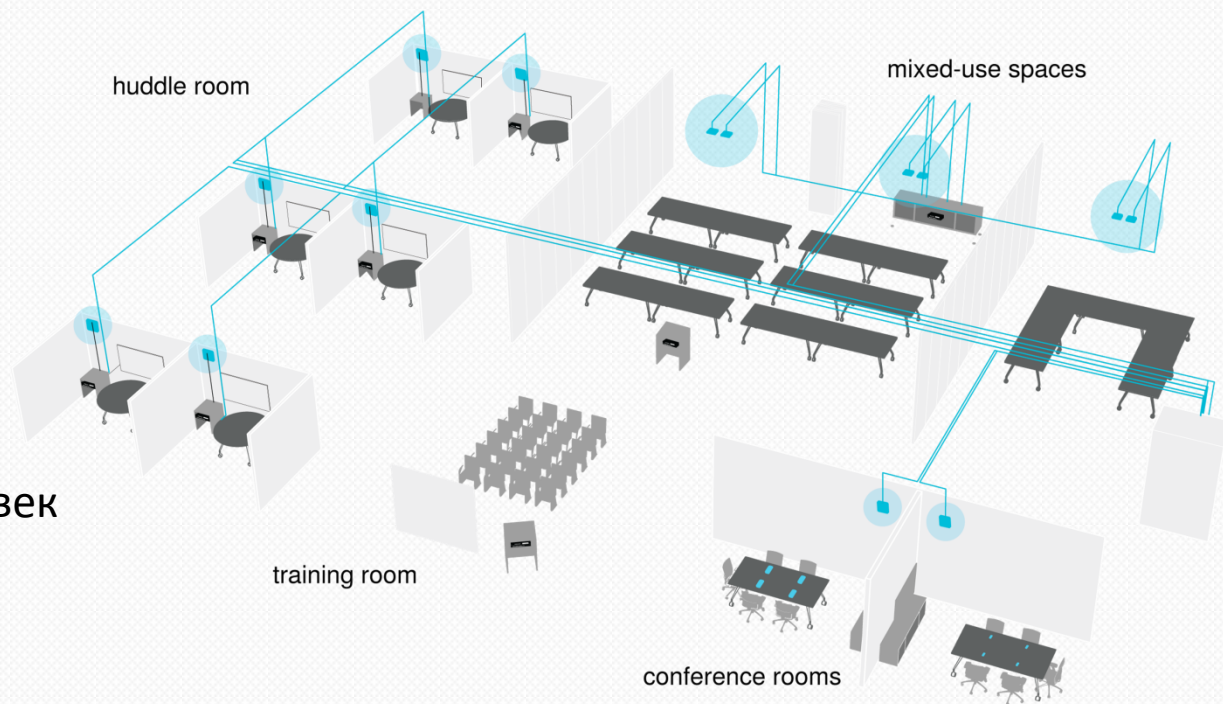 mixed-use spaces
huddle room
век
training room
conference rooms